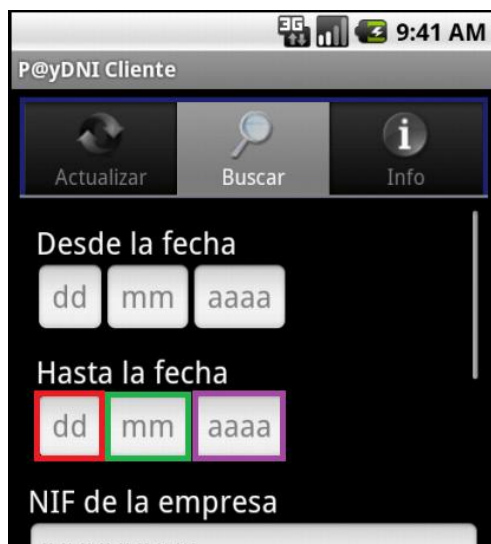 3G 9:41 AM
P@yDNI Cliente
Actualizar Buscar Info
Desde la fecha
dd mm aaaa
Hasta la fecha
dd mm aaaa
NIF de la empresa